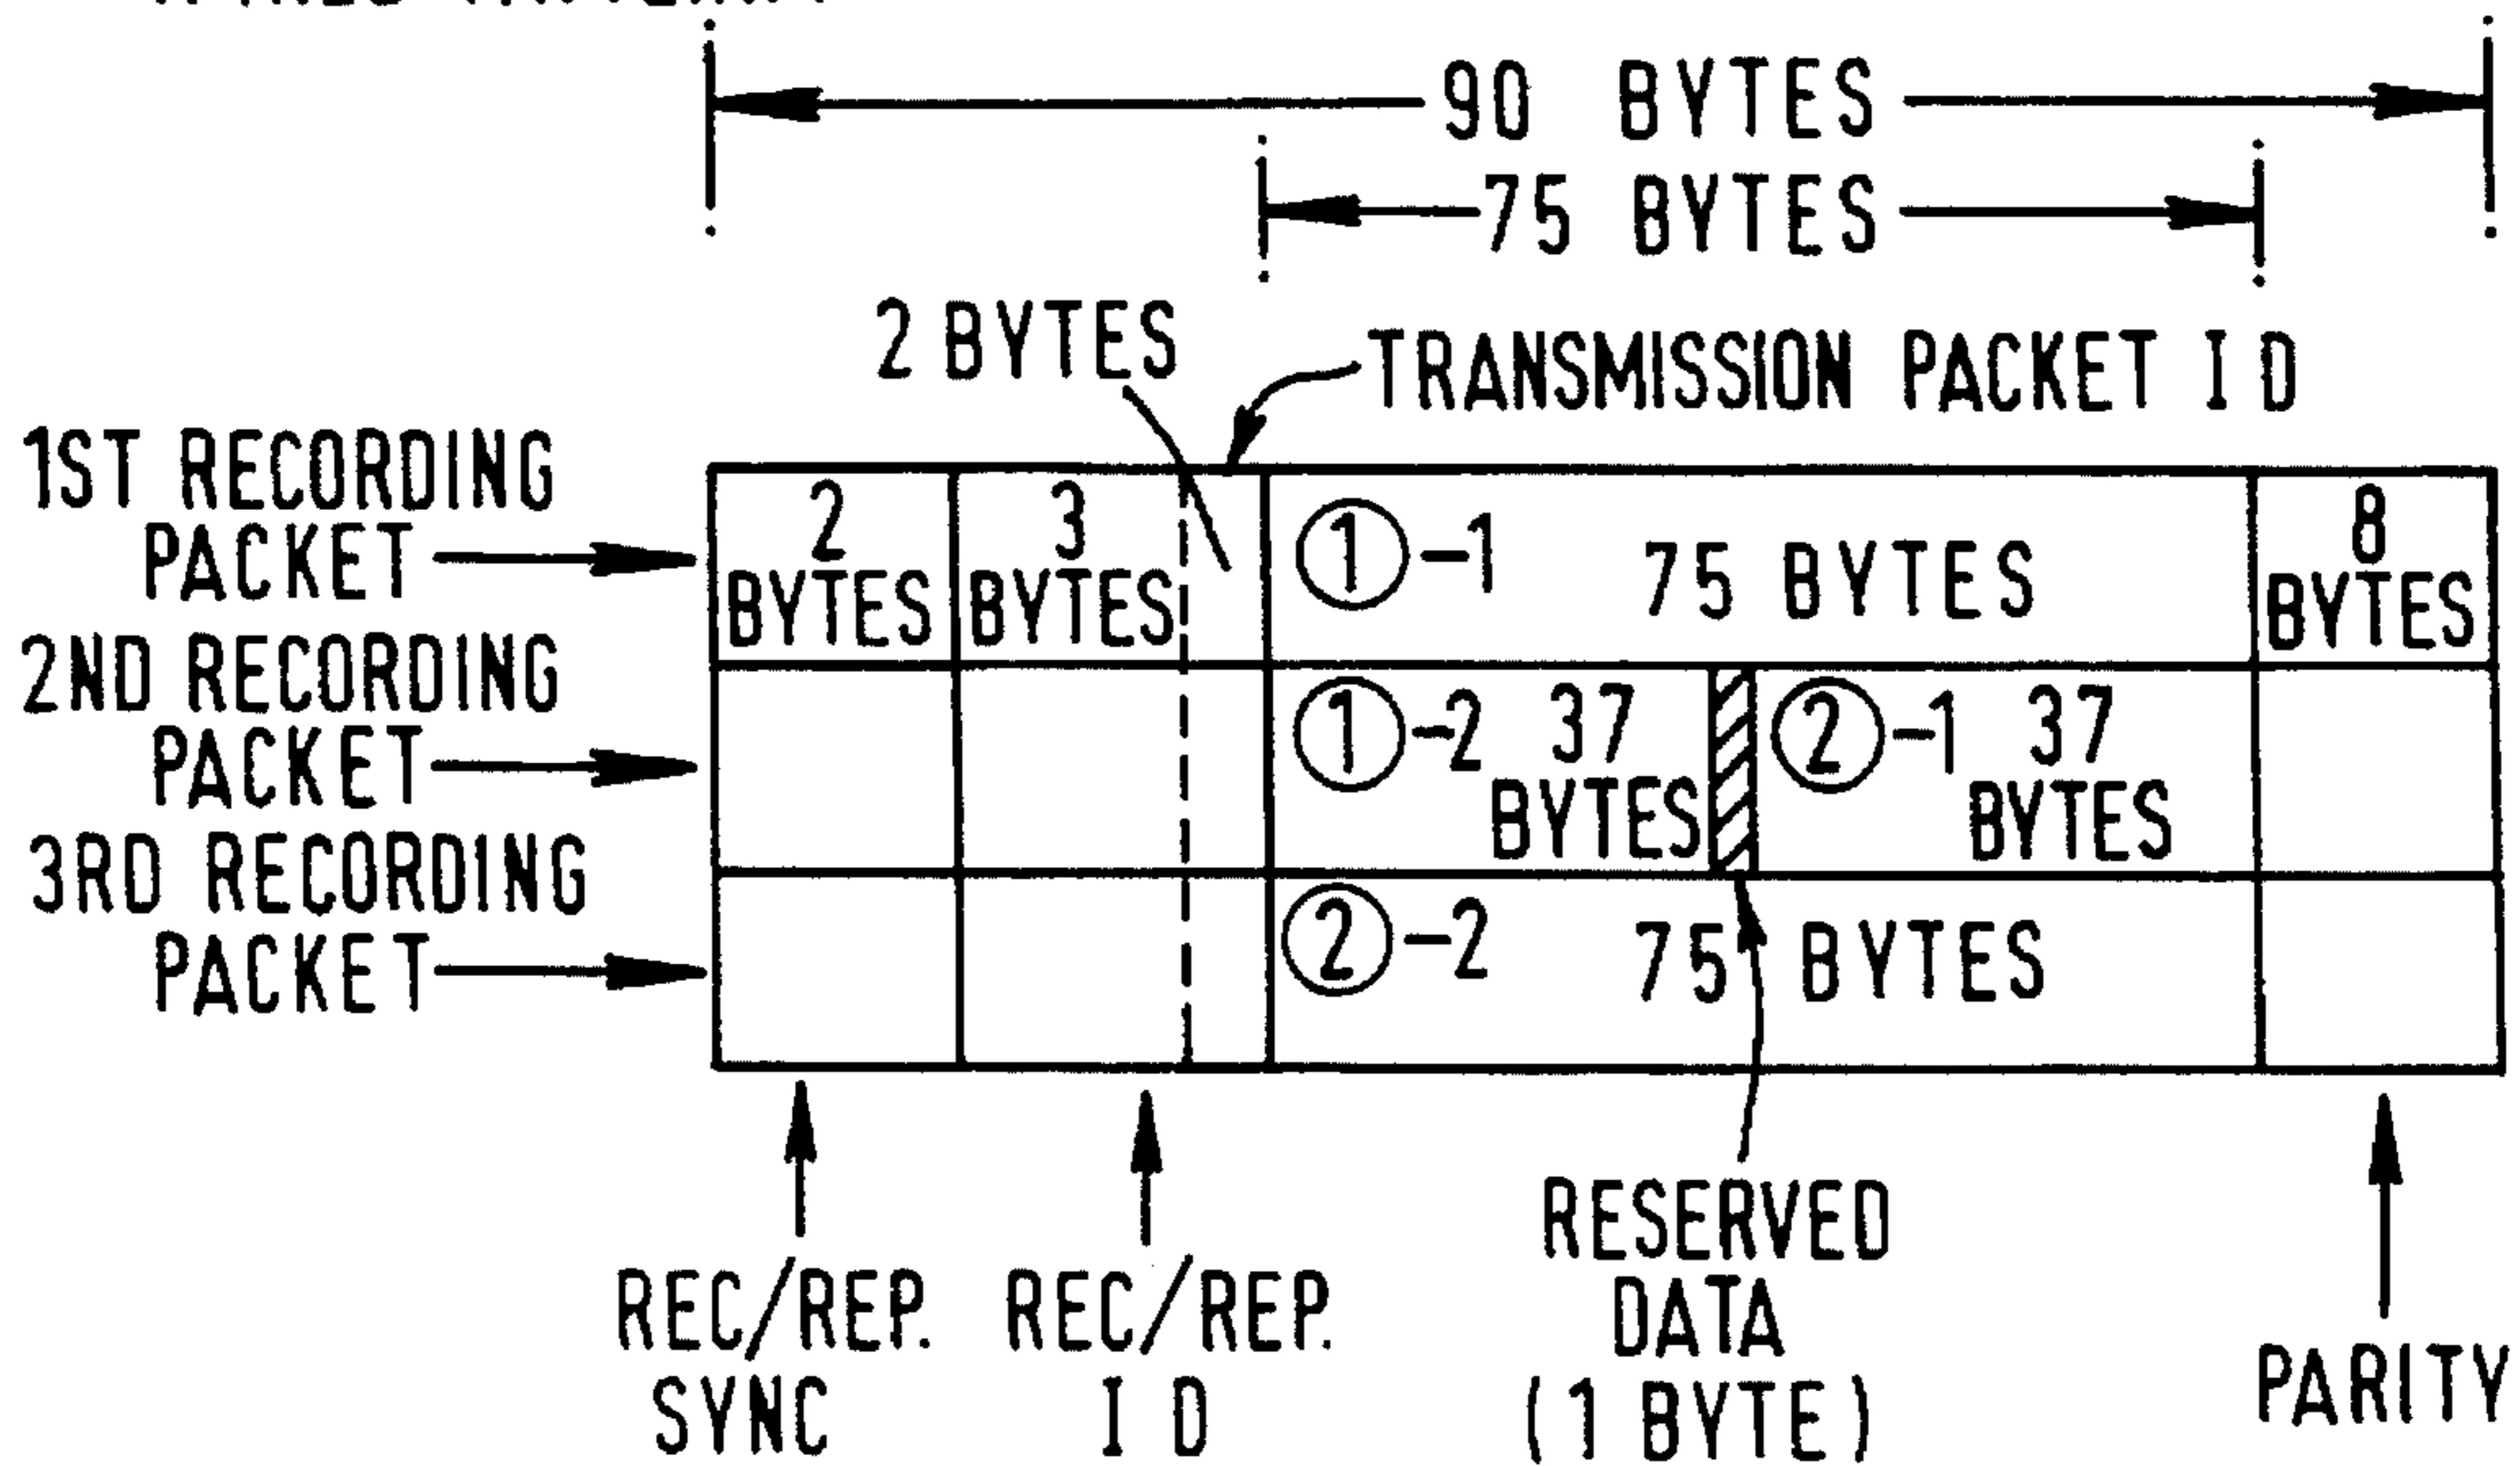 90 BYTES
75 BYTES
2 BYTES
TRANSMISSION PACKET ID
1ST RECORDING
PACKET
2
BYTES
3
BYTES
①-1 75 BYTES
8
BYTES
2ND RECORDING
PACKET
①-2 37
BYTES
②-1 37
BYTES
3RD RECORDING
PACKET
②-2 75 BYTES
REC/REP.
SYNC
REC/REP.
ID
RESERVED
DATA
(1 BYTE)
PARITY